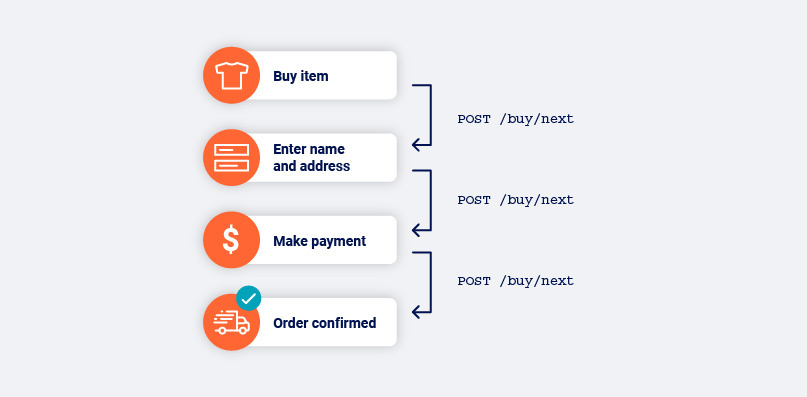 Buy item
POST /buy/next
Enter name
and address
POST /buy/next
$ Make payment
POST /buy/next
Order confirmed